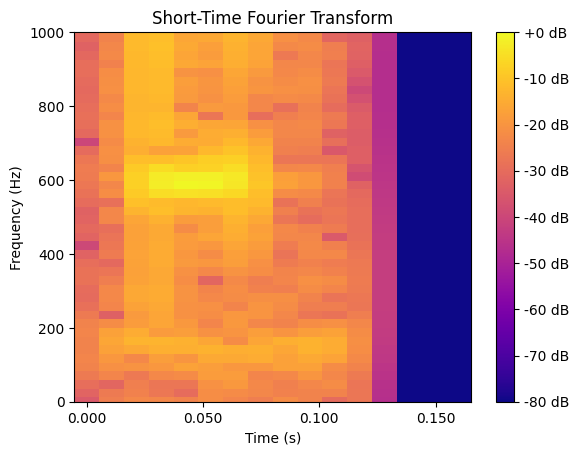 Short-Time Fourier Transform
1000
800
600
400
200
0
Frequency (Hz)
0.000
0.050
0.100
0.150
Time (s)
+0 dB
-10 dB
-20 dB
-30 dB
-40 dB
-50 dB
-60 dB
-70 dB
-80 dB